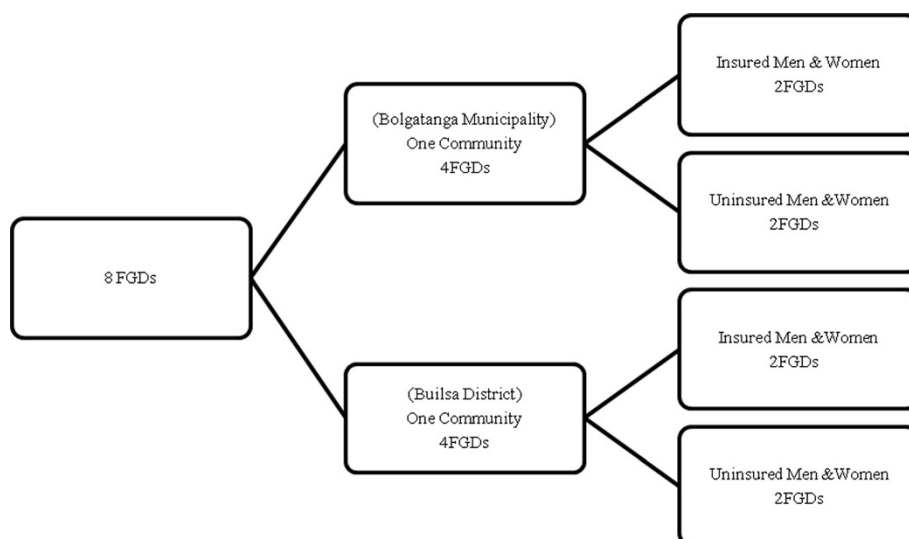 8 FGDs
(Bolgatanga Municipality)
One Community
4FGDs
Insured Men & Women
2FGDs
Uninsured Men &Women
2FGDs
(Builsa District)
One Community
4FGDs
Insured Men &Women
2FGDs
Uninsured Men &Women
2FGDs